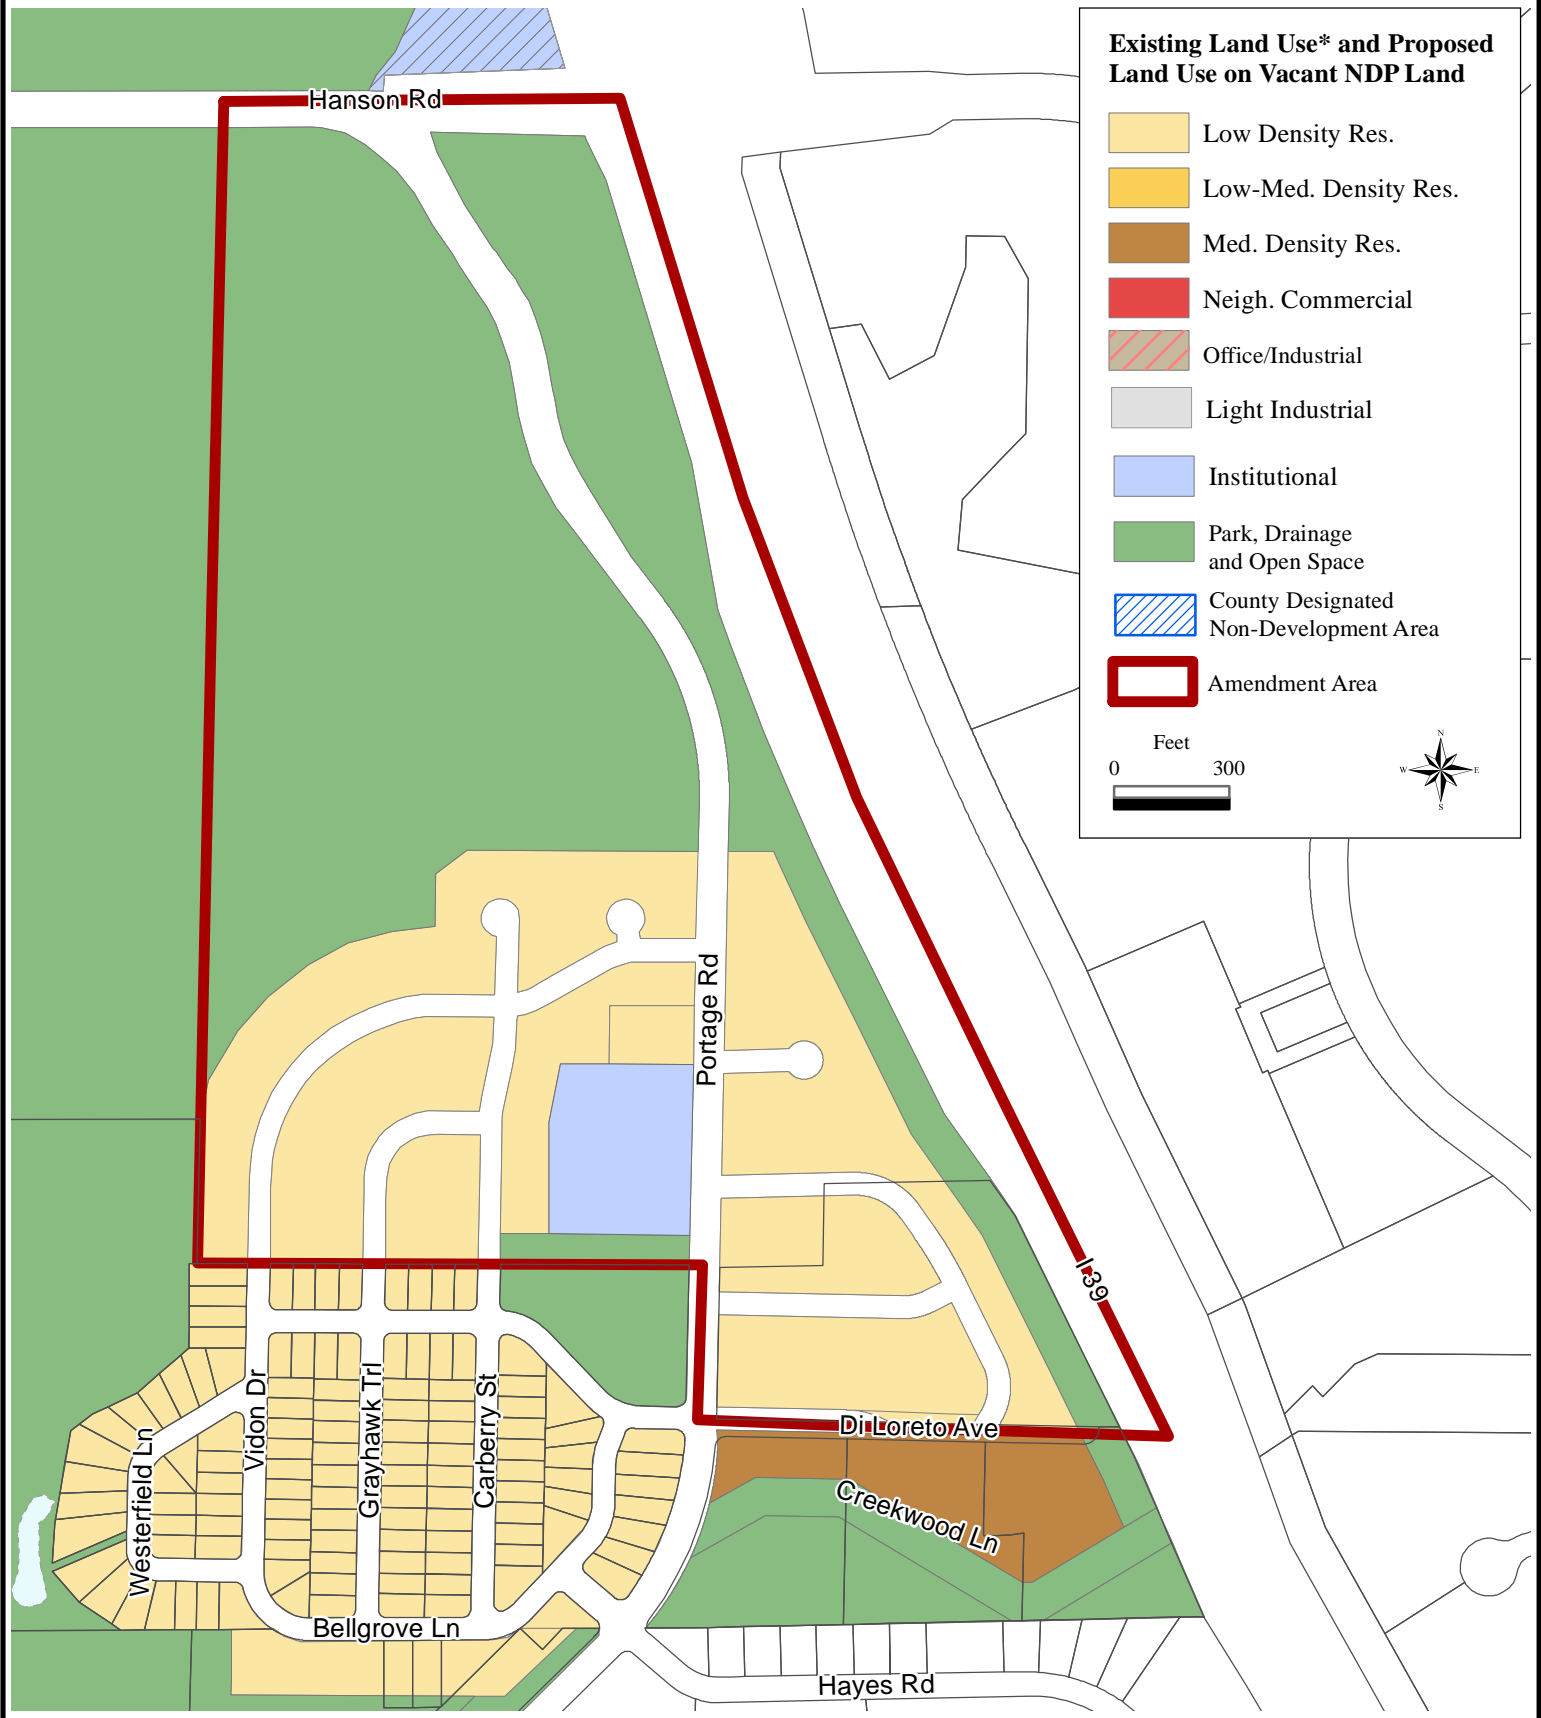 Existing Land Use* and Proposed
Land Use on Vacant NDP Land
Low Density Res.
Low-Med. Density Res.
Med. Density Res.
Neigh. Commercial
Office/Industrial
Light Industrial
Institutional
Park, Drainage
and Open Space
County Designated
Non-Development Area
Amendment Area
Feet
0 300
N
W E
S
Hanson Rd
Portage Rd
I 39
Di Loreto Ave
Creekwood Ln
Vidon Dr
Grayhawk Trl
Carberry St
Westerfield Ln
Bellgrove Ln
Hayes Rd